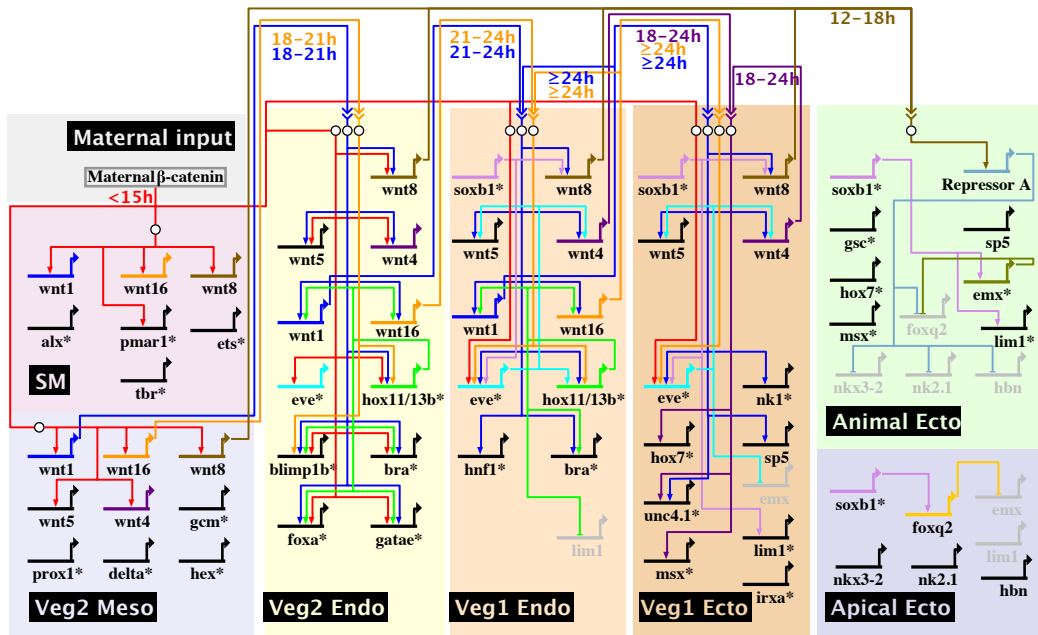 12-18h
18-21h
18-21h
21-24h
21-24h
≥24h
≥24h
18-24h
≥24h
≥24h
18-24h
Maternal input
Maternal β-catenin
<15h
wnt1
wnt16
wnt8
alx*
pmar1*
ets*
tbr*
SM
wnt1
wnt16
wnt8
wnt5
wnt4
gcm*
prox1*
delta*
hex*
Veg2 Meso
wnt8
wnt5
wnt4
wnt1
wnt16
eve*
hox11/13b*
blimp1b*
bra*
foxa*
gatae*
Veg2 Endo
soxb1*
wnt8
wnt5
wnt4
wnt1
wnt16
eve*
hox11/13b*
hnf1*
bra*
lim1
Veg1 Endo
soxb1*
wnt8
wnt5
wnt4
eve*
nk1*
hox7*
sp5
emx
unc4.1*
lim1*
msx*
irxa*
Veg1 Ecto
soxb1*
Repressor A
gsc*
sp5
hox7*
emx*
msx*
foxq2
lim1*
nkx3-2
nk2.1
hbn
Animal Ecto
soxb1*
foxq2
emx
lim1
nkx3-2
nk2.1
hbn
Apical Ecto